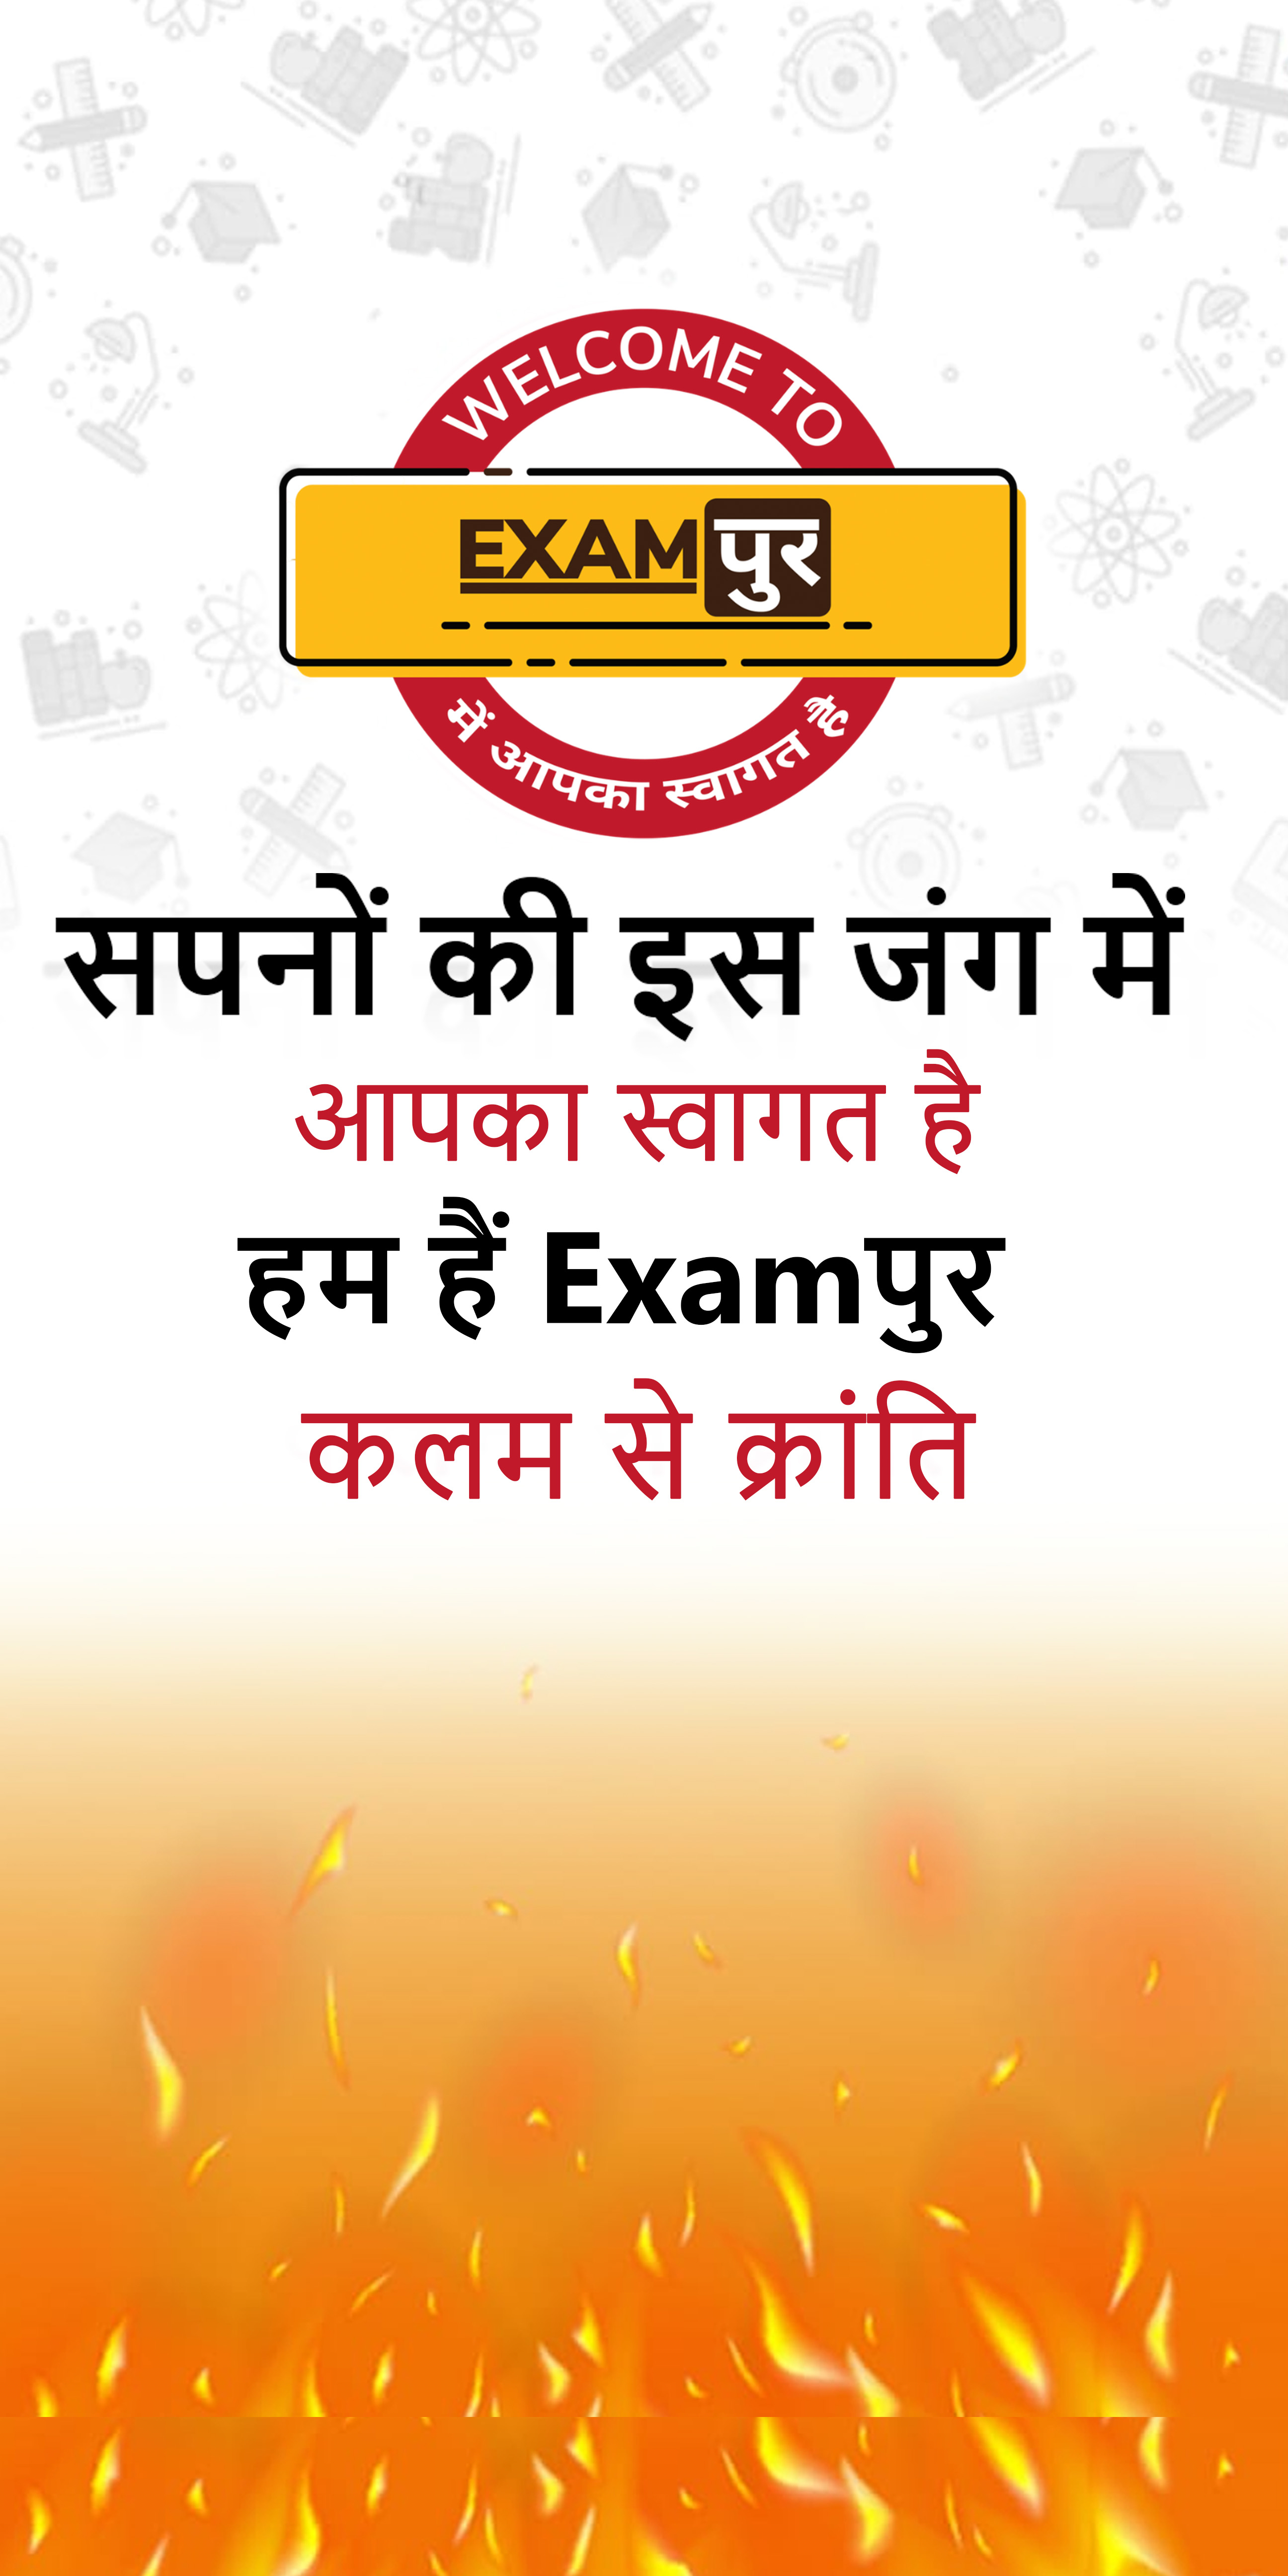 WELCOME TO
EXAMपुर
में आपका स्वागत है
सपनों की इस जंग में
आपका स्वागत है
हम हैं Examपुर
कलम से क्रांति